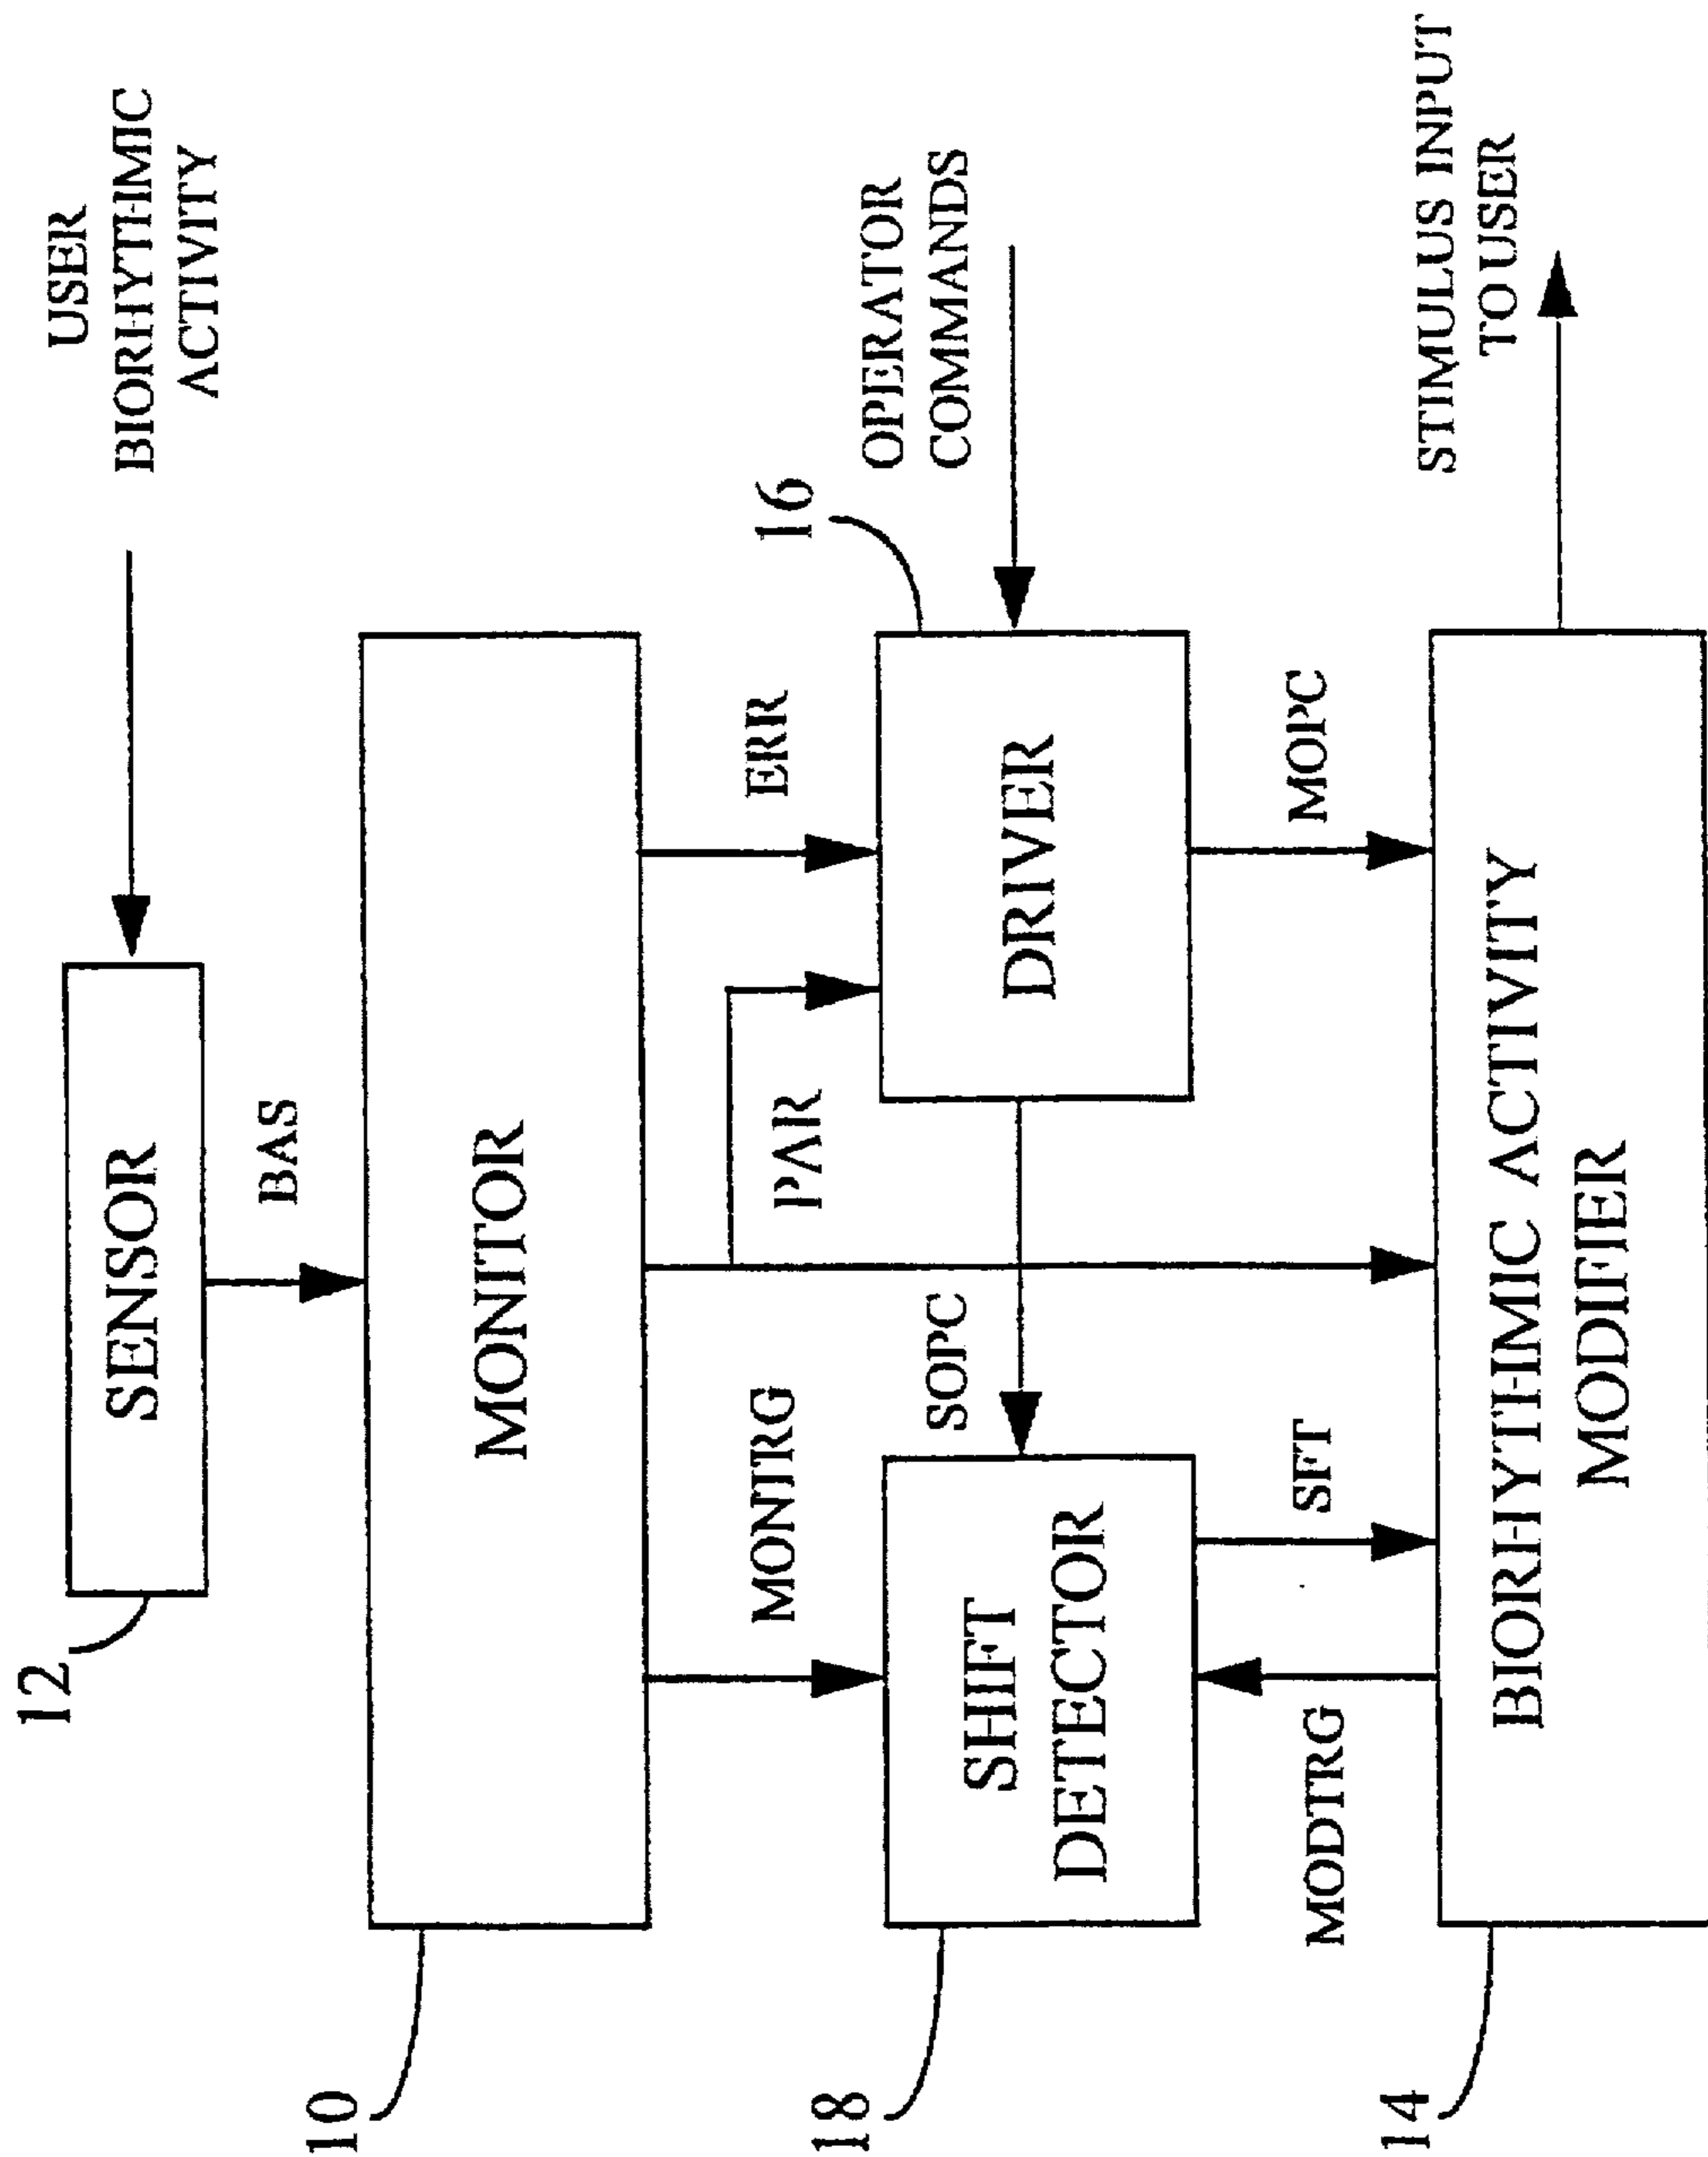 USER
BIORHYTHMIC
ACTIVITY
12
SENSOR
BAS
10
MONITOR
MONTRG
PAR
ERR
16
OPERATOR
COMMANDS
18
SHIFT
DETECTOR
SOPC
DRIVER
MODTRG
SFT
MOPC
14
BIORHYTHMIC ACTIVITY
MODIFIER
STIMULUS INPUT
TO USER